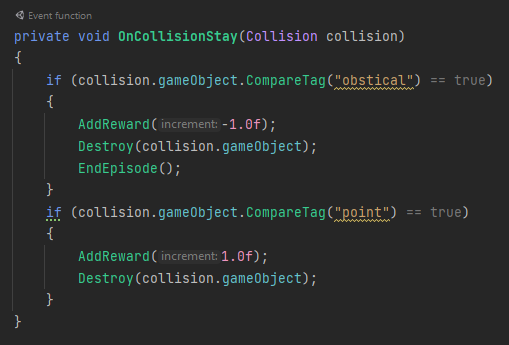 Event function
private void OnCollisionStay(Collision collision)
{
if (collision.gameObject.CompareTag("obstical") == true)
{
AddReward(increment:-1.0f);
Destroy(collision.gameObject);
EndEpisode();
}
if (collision.gameObject.CompareTag("point") == true)
{
AddReward(increment:1.0f);
Destroy(collision.gameObject);
}
}